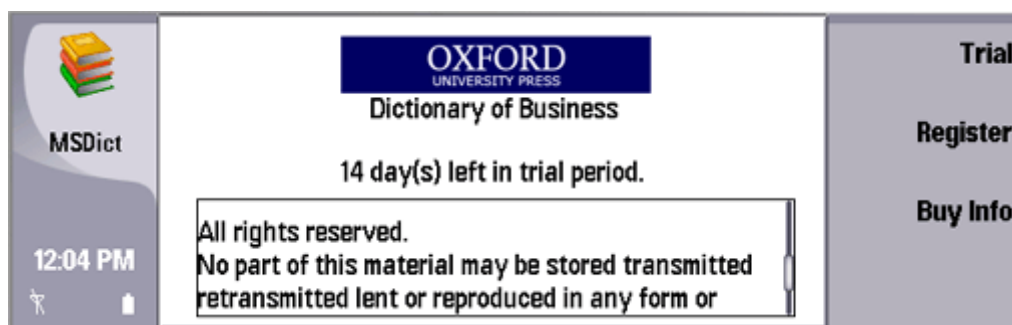 MSDict
12:04 PM
OXFORD
UNIVERSITY PRESS
Dictionary of Business
14 day(s) left in trial period.
All rights reserved.
No part of this material may be stored transmitted
retransmitted lent or reproduced in any form or
Trial
Register
Buy Info